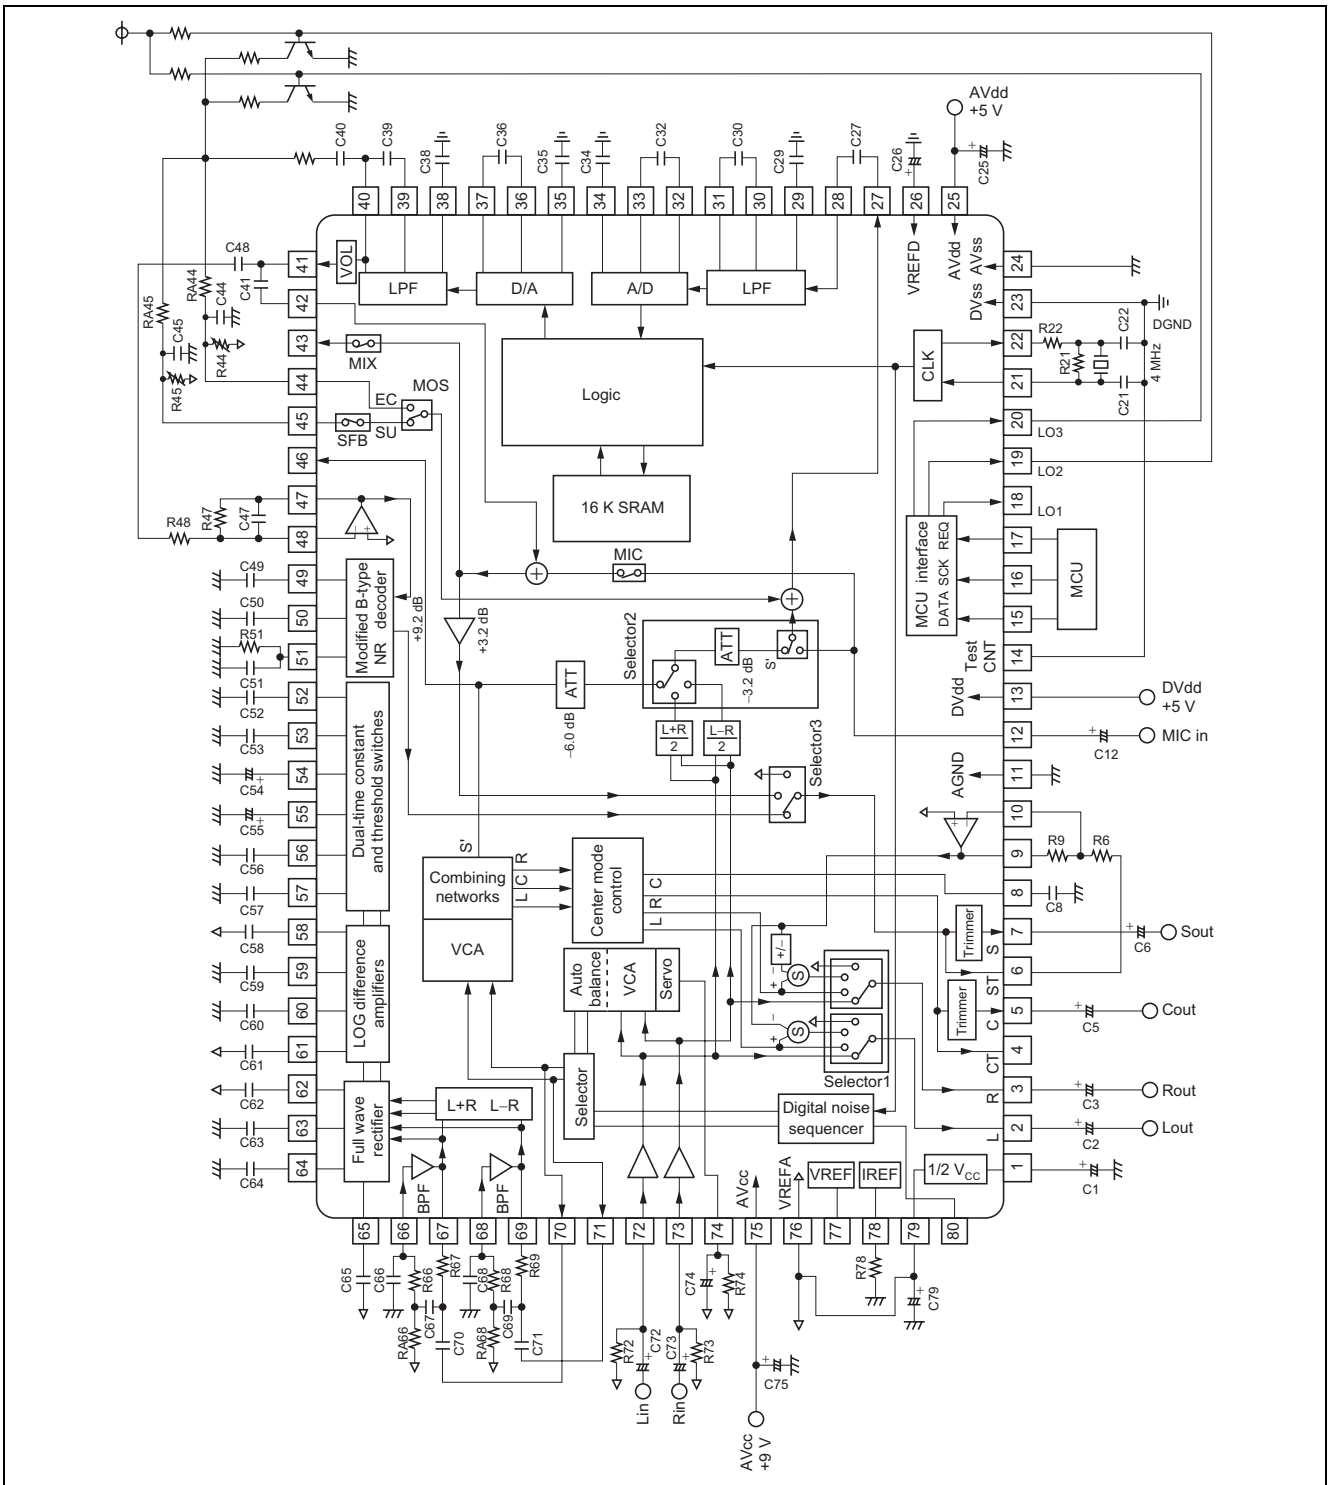 AVdd
+5 V
C40
C39
C38
C36
C35
C34
C32
C30
C29
C27
C26
+
C25
+
40
39
38
37
36
35
34
33
32
31
30
29
28
27
26
25
C48
C41
RA45
RA44
C45
C44
R45
R44
41
42
43
44
45
46
47
48
49
50
51
52
53
54
55
56
57
58
59
60
61
62
63
64
VOL
LPF
D/A
A/D
LPF
VREFD
AVdd
AVss
DVss
24
23
22
21
20
19
18
17
16
15
14
13
12
11
10
9
8
7
6
5
4
3
2
1
DGND
R22
C22
R21
4 MHz
C21
CLK
MIX
MOS
EC
SU
SFB
Logic
16 K SRAM
LO3
LO2
LO1
MCU interface
DATA SCK REQ
MCU
Test
CNT
R48
R47
C47
- +
C49
C50
R51
C51
C52
C53
C54
+
C55
+
C56
C57
C58
C59
C60
C61
C62
C63
C64
Modified B-type
NR decoder
+9.2 dB
+3.2 dB
+
MIC
+
Selector2
ATT
–3.2 dB
S'
ATT
–6.0 dB
L+R
2
L–R
2
Selector3
DVdd
DVdd
+5 V
MIC in
+
C12
AGND
+ –
R9
R6
C8
+
C6
Sout
Dual-time constant
and threshold switches
LOG difference
amplifiers
Full wave
rectifier
S'
Combining
networks
VCA
L C R
Center mode
control
L R C
Auto
balance
VCA
Servo
Selector
+/–
S
– +
S
– +
Selector1
Trimmer
S
ST
Trimmer
C
CT
R
L
+
C5
Cout
+
C3
Rout
+
C2
Lout
+
C1
L+R L–R
BPF
BPF
Digital noise
sequencer
AVcc
VREFA
VREF
IREF
1/2 VCC
65
66
67
68
69
70
71
72
73
74
75
76
77
78
79
80
C65
C66
R66
R67
C68
R68
R69
RA66
C67
C70
RA68
C69
C71
R72
+
C72
C73
+
R73
C74
+
R74
Lin
Rin
+
C75
AVcc
+9 V
R78
+
C79